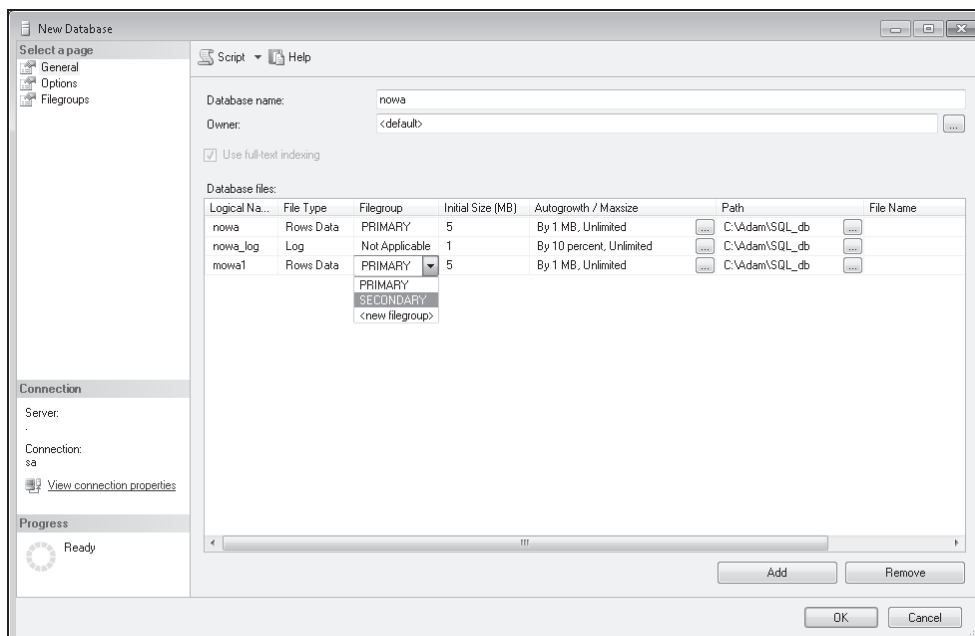 New Database
Select a page
General
Options
Filegroups
Script Help
Database name: nowa
Owner: <default> ...
Use full-text indexing
Database files:
Logical Na... File Type Filegroup Initial Size (MB) Autogrowth / Maxsize Path File Name
nowa Rows Data PRIMARY 5 By 1 MB, Unlimited ... C:\Adam\SQL_db ...
nowa_log Log Not Applicable 1 By 10 percent, Unlimited ... C:\Adam\SQL_db ...
mowa1 Rows Data PRIMARY 5 By 1 MB, Unlimited ... C:\Adam\SQL_db ...
PRIMARY
SECONDARY
<new filegroup>
Connection
Server:
.
Connection:
sa
View connection properties
Progress
Ready
Add Remove
OK Cancel